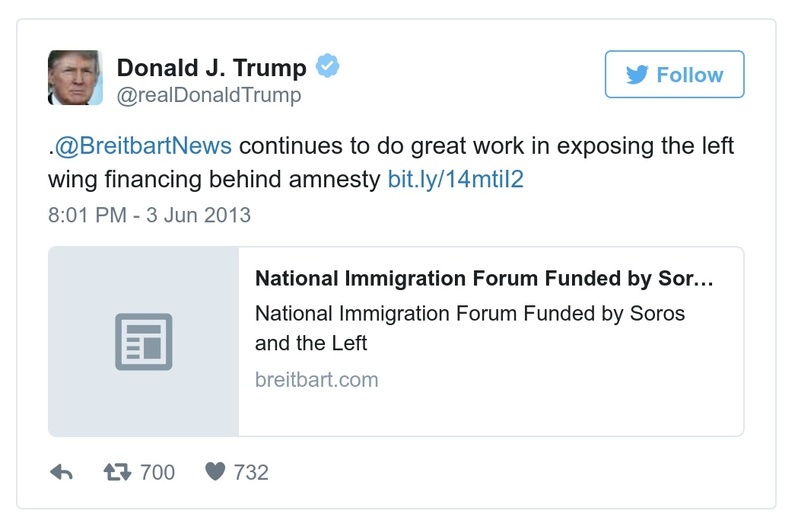 Donald J. Trump
@realDonaldTrump
Follow
.@BreitbartNews continues to do great work in exposing the left
wing financing behind amnesty bit.ly/14mtiI2
8:01 PM - 3 Jun 2013
National Immigration Forum Funded by Sor…
National Immigration Forum Funded by Soros
and the Left
breitbart.com
700
732